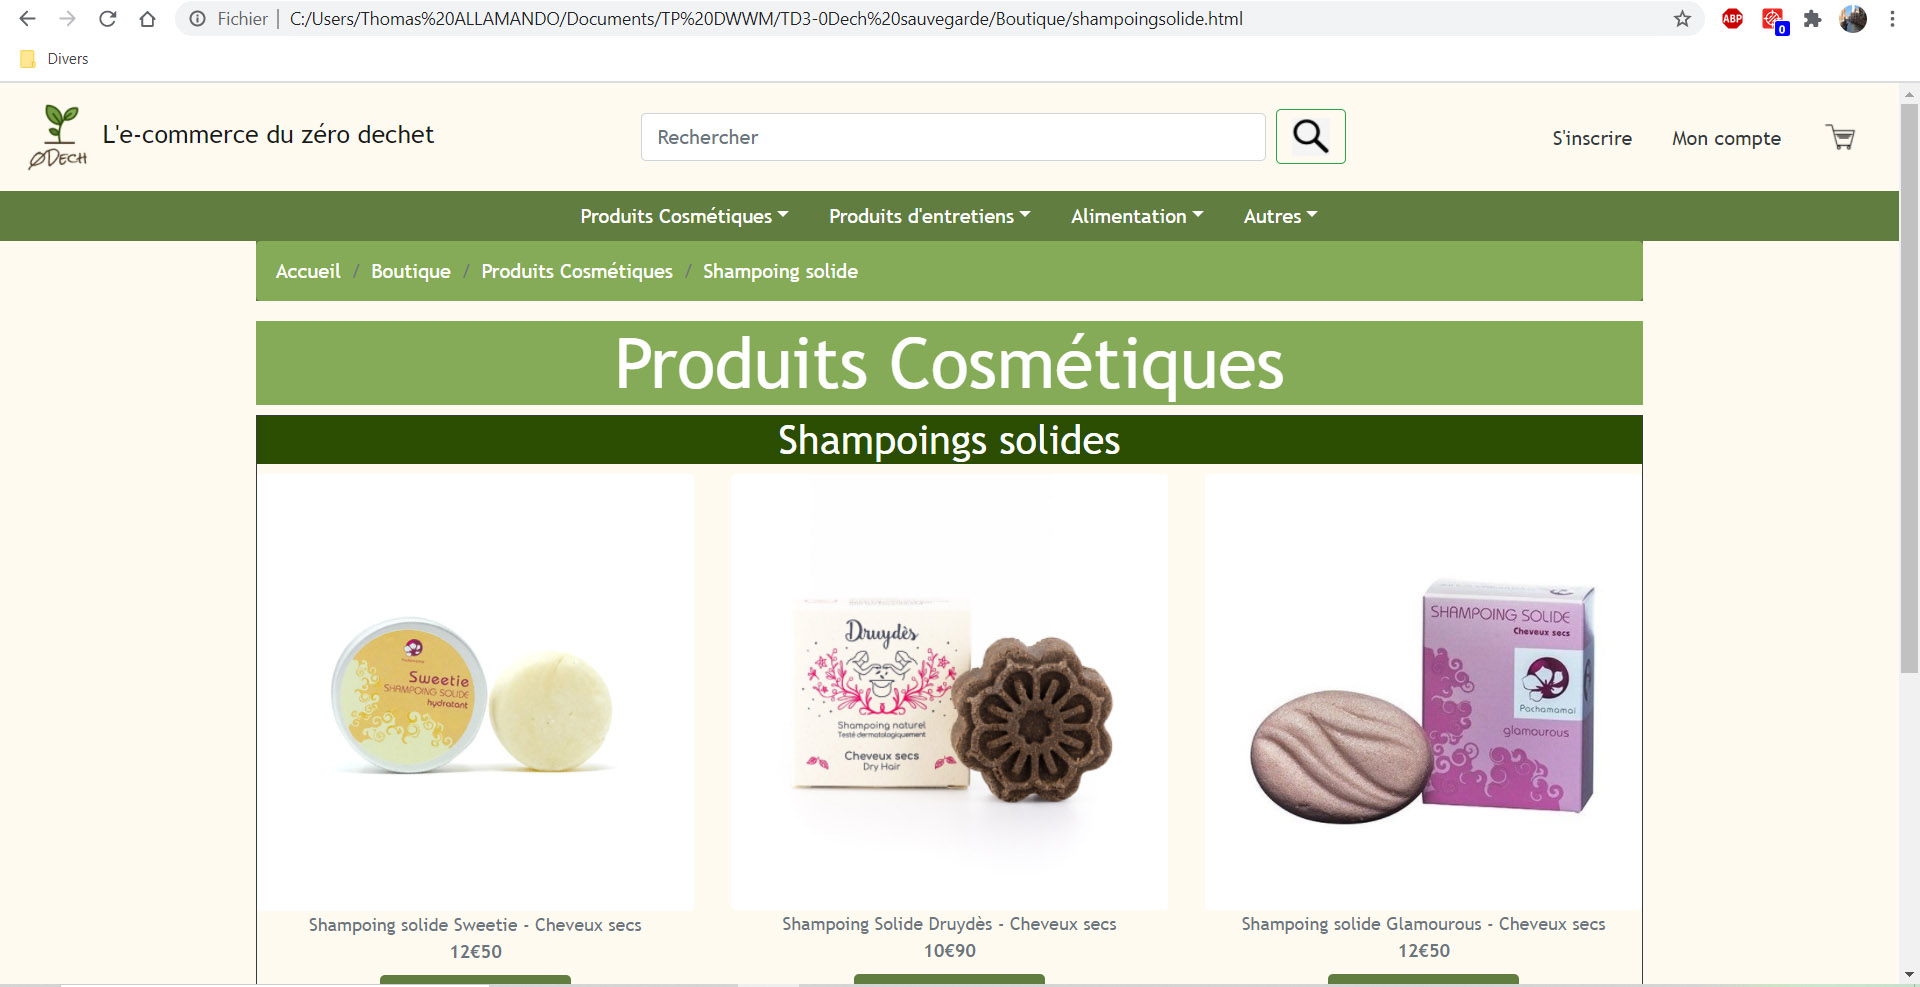 Fichier | C:/Users/Thomas%20ALLAMANDO/Documents/TP%20DWWM/TD3-0Dech%20sauvegarde/Boutique/shampoingsolide.html
ABP
0
Divers
ØDECH
L'e-commerce du zéro dechet
Rechercher
S'inscrire
Mon compte
Produits Cosmétiques
Produits d'entretiens
Alimentation
Autres
Accueil / Boutique / Produits Cosmétiques / Shampoing solide
Produits Cosmétiques
Shampoings solides
Sweetie
SHAMPOING SOLIDE
hydratant
Druydès
Shampoing naturel
Testé dermatologiquement
Cheveux secs
Dry Hair
SHAMPOING SOLIDE
Cheveux secs
Pachamamaï
glamourous
Shampoing solide Sweetie - Cheveux secs
12€50
Shampoing Solide Druydès - Cheveux secs
10€90
Shampoing solide Glamourous - Cheveux secs
12€50